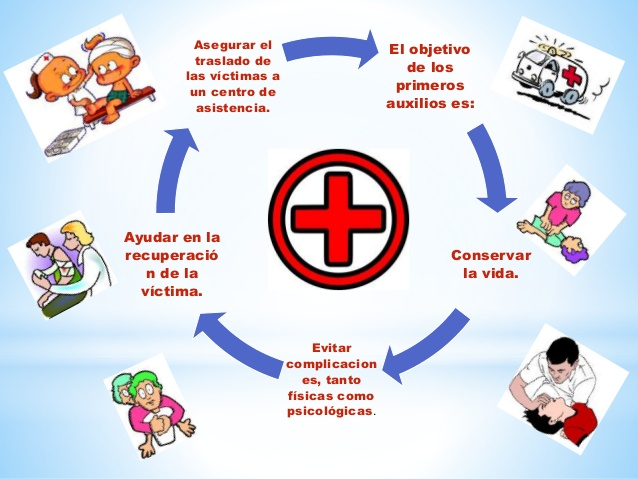 El objetivo
de los
primeros
auxilios es:
Conservar
la vida.
Evitar
complicacion
es, tanto
físicas como
psicológicas.
Ayudar en la
recuperació
n de la
víctima.
Asegurar el
traslado de
las víctimas a
un centro de
asistencia.